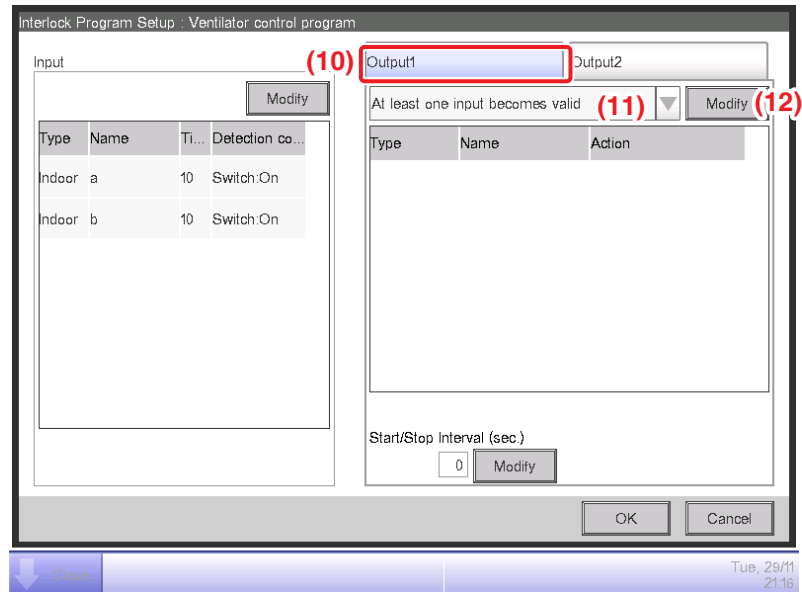 Interlock Program Setup : Ventilator control program
Input
(10)
Output1
Output2
Modify
At least one input becomes valid
(11)
Modify
(12)
Type Name Ti... Detection co...
Type Name Action
Indoor a 10 Switch:On
Indoor b 10 Switch:On
Start/Stop Interval (sec.)
0
Modify
OK
Cancel
Tue, 29/11
21:16